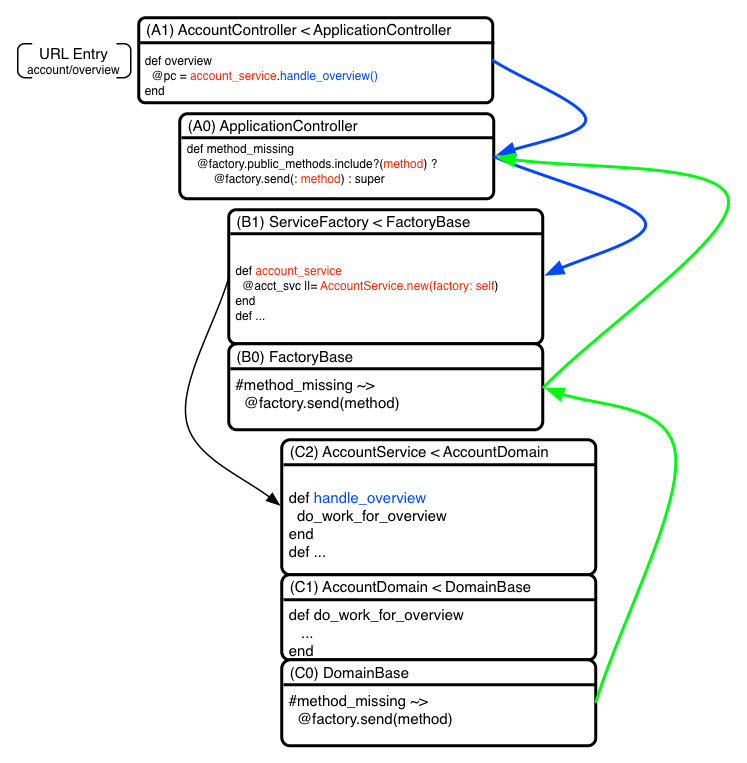 (A1) AccountController < ApplicationController
URL Entry
account/overview
def overview
@pc = account_service.handle_overview()
end
(A0) ApplicationController
def method_missing
@factory.public_methods.include?(method) ?
@factory.send(: method) : super
(B1) ServiceFactory < FactoryBase
def account_service
@acct_svc ll= AccountService.new(factory: self)
end
def ...
(B0) FactoryBase
#method_missing ~>
@factory.send(method)
(C2) AccountService < AccountDomain
def handle_overview
do_work_for_overview
end
def ...
(C1) AccountDomain < DomainBase
def do_work_for_overview
...
end
(C0) DomainBase
#method_missing ~>
@factory.send(method)